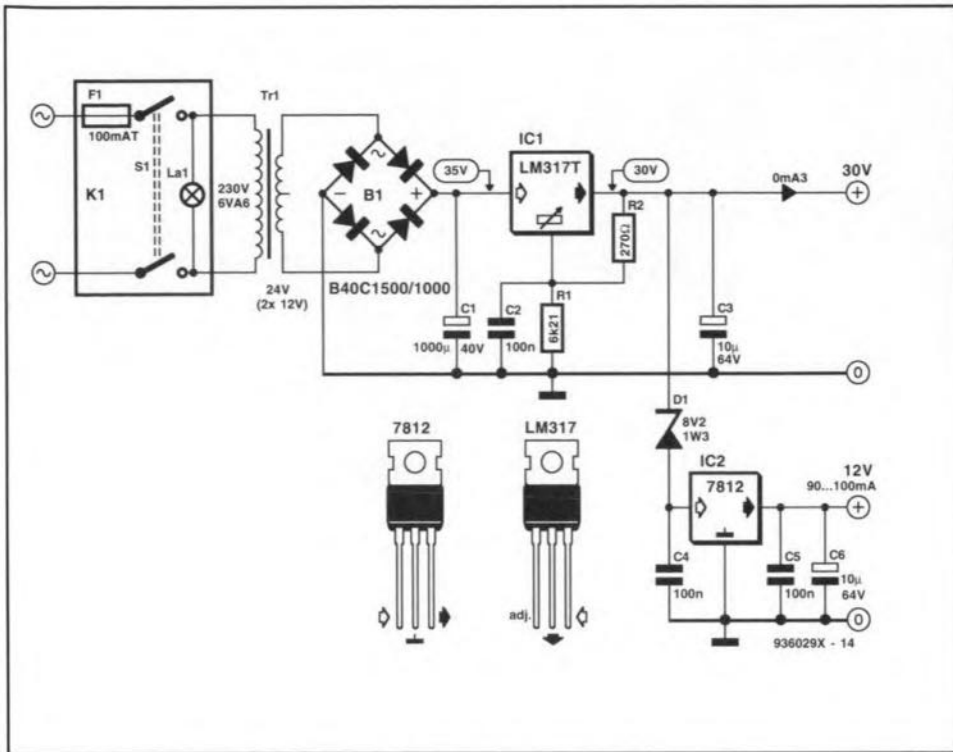 F1
100mAT
S1
La1
K1
Tr1
230V
6VA6
24V
(2x 12V)
B1
B40C1500/1000
35V
IC1
LM317T
30V
R2
270Ω
0mA3
30V
C1
1000µ
40V
C2
100n
R1
6k21
C3
10µ
64V
0
D1
8V2
1W3
7812
LM317
adj.
IC2
7812
12V
90...100mA
C4
100n
C5
100n
C6
10µ
64V
0
936029X - 14